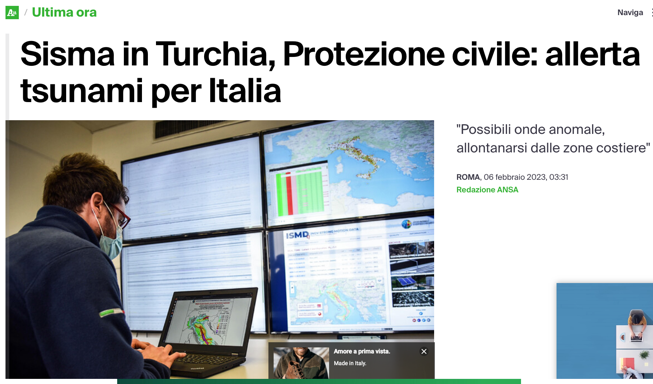 A / Ultima ora
Naviga
Sisma in Turchia, Protezione civile: allerta
tsunami per Italia
"Possibili onde anomale,
allontanarsi dalle zone costiere"
ROMA, 06 febbraio 2023, 03:31
Redazione ANSA
ISMD
Amore a prima vista.
Made in Italy.